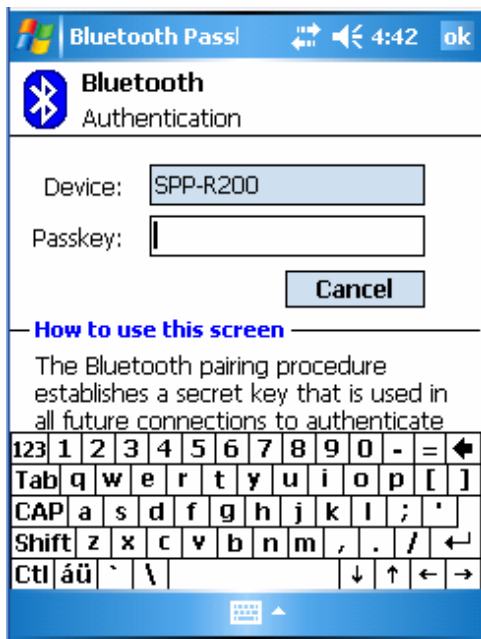 Bluetooth Passl 4:42 ok
Bluetooth
Authentication
Device: SPP-R200
Passkey:
Cancel
How to use this screen
The Bluetooth pairing procedure
establishes a secret key that is used in
all future connections to authenticate
123 1 2 3 4 5 6 7 8 9 0 - =
Tab q w e r t y u i o p [ ]
CAP a s d f g h j k l ; '
Shift z x c v b n m , . /
Ctl áü ` \